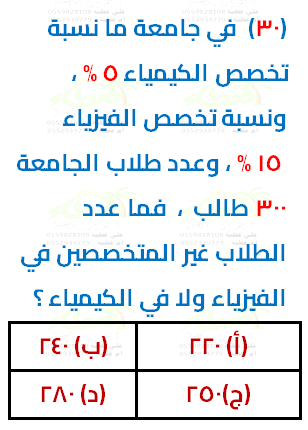 (٣٠) في جامعة ما نسبة
تخصص الكيمياء ٥ % ،
ونسبة تخصص الفيزياء
١٥ % ، وعدد طلاب الجامعة
٣٠٠ طالب ، فما عدد
الطلاب غير المتخصصين في
الفيزياء ولا في الكيمياء ؟
(أ) ٢٢٠ (ب) ٢٤٠
(ج) ٢٥٠ (د) ٢٨٠